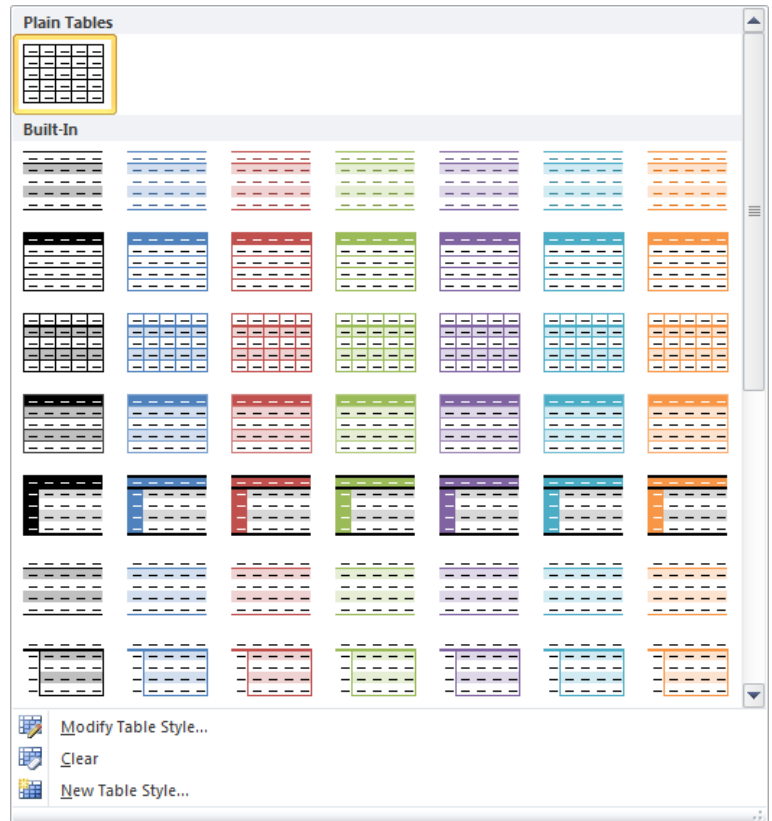 Plain Tables
Built-In
Modify Table Style...
Clear
New Table Style...